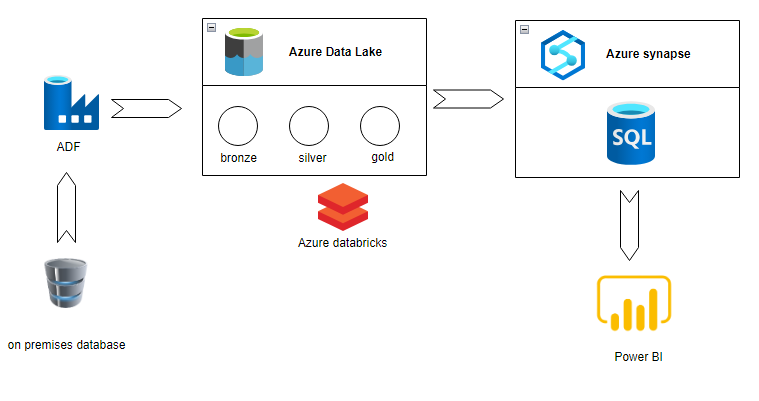 Azure Data Lake
Azure synapse
ADF
bronze
silver
gold
SQL
Azure databricks
on premises database
Power BI